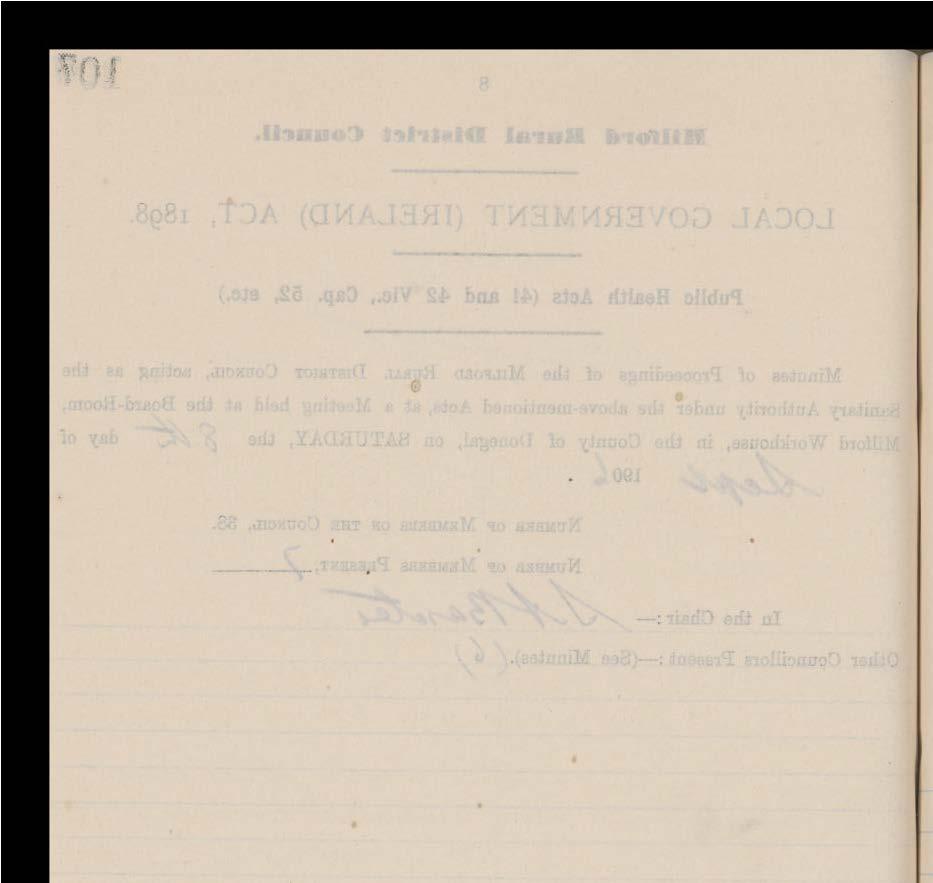 107
8
Milford Rural District Council.
LOCAL GOVERNMENT (IRELAND) ACT, 1898.
Public Health Acts (41 and 42 Vic., Cap. 52, etc.)
Minutes of Proceedings of the MILFORD RURAL DISTRICT COUNCIL, acting as the
Sanitary Authority under the above-mentioned Acts, at a Meeting held at the Board-Room,
Milford Workhouse, in the County of Donegal, on SATURDAY, the 8th day of
Sept 1906.
NUMBER OF MEMBERS ON THE COUNCIL, 38.
NUMBER OF MEMBERS PRESENT, 7
In the Chair:—
Other Councillors Present:—(See Minutes). (6)